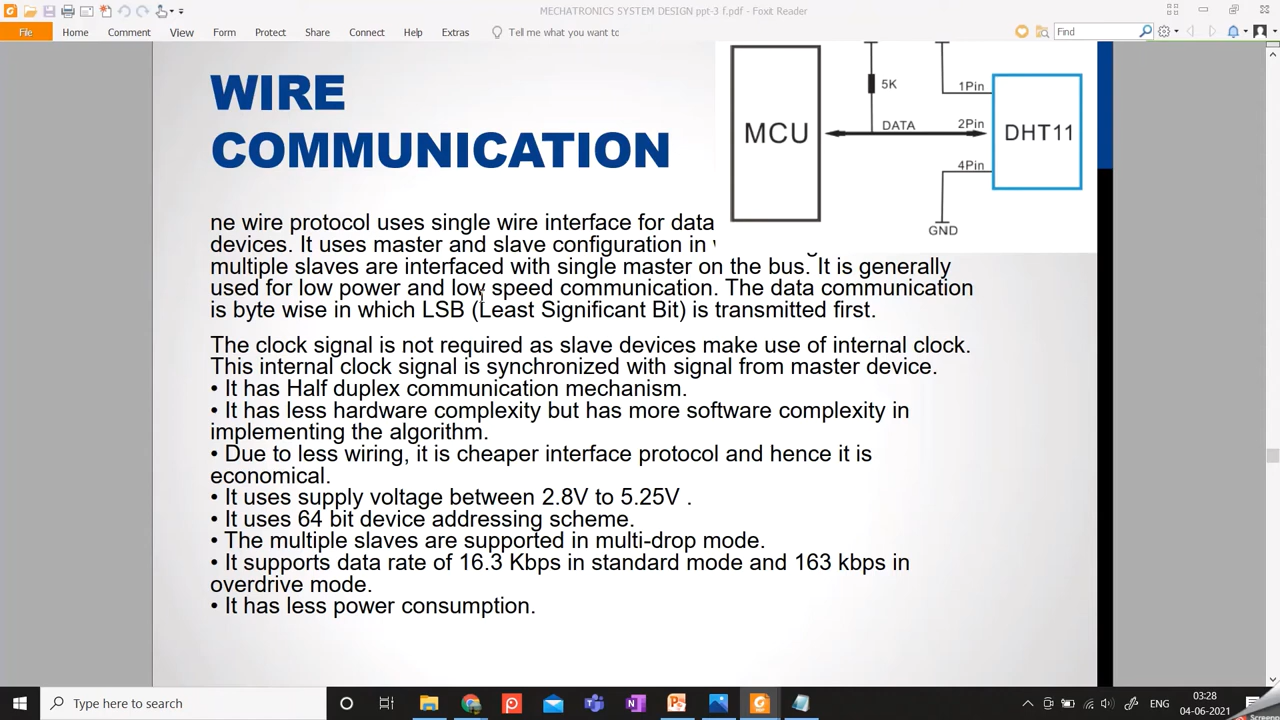 MECHATRONICS SYSTEM DESIGN ppt-3 f.pdf - Foxit Reader
File Home Comment View Form Protect Share Connect Help Extras Tell me what you want to Find
WIRE
COMMUNICATION
5K
1Pin
MCU
DATA
2Pin
DHT11
4Pin
GND
ne wire protocol uses single wire interface for data
devices. It uses master and slave configuration in
multiple slaves are interfaced with single master on the bus. It is generally
used for low power and low speed communication. The data communication
is byte wise in which LSB (Least Significant Bit) is transmitted first.
The clock signal is not required as slave devices make use of internal clock.
This internal clock signal is synchronized with signal from master device.
• It has Half duplex communication mechanism.
• It has less hardware complexity but has more software complexity in
implementing the algorithm.
• Due to less wiring, it is cheaper interface protocol and hence it is
economical.
• It uses supply voltage between 2.8V to 5.25V .
• It uses 64 bit device addressing scheme.
• The multiple slaves are supported in multi-drop mode.
• It supports data rate of 16.3 Kbps in standard mode and 163 kbps in
overdrive mode.
• It has less power consumption.
Type here to search
ENG
03:28
04-06-2021